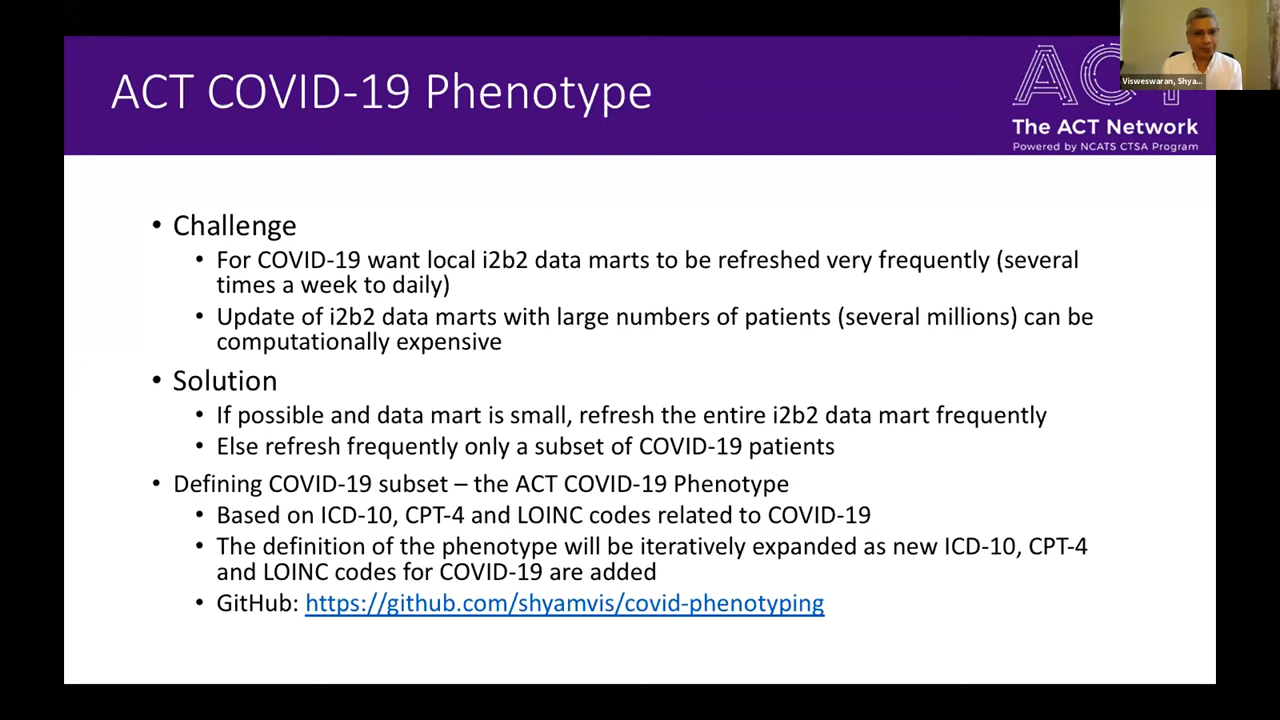 Visweswaran, Shya...
ACT COVID-19 Phenotype
ACT
The ACT Network
Powered by NCATS CTSA Program
• Challenge
• For COVID-19 want local i2b2 data marts to be refreshed very frequently (several
times a week to daily)
• Update of i2b2 data marts with large numbers of patients (several millions) can be
computationally expensive
• Solution
• If possible and data mart is small, refresh the entire i2b2 data mart frequently
• Else refresh frequently only a subset of COVID-19 patients
• Defining COVID-19 subset – the ACT COVID-19 Phenotype
• Based on ICD-10, CPT-4 and LOINC codes related to COVID-19
• The definition of the phenotype will be iteratively expanded as new ICD-10, CPT-4
and LOINC codes for COVID-19 are added
• GitHub: https://github.com/shyamvis/covid-phenotyping